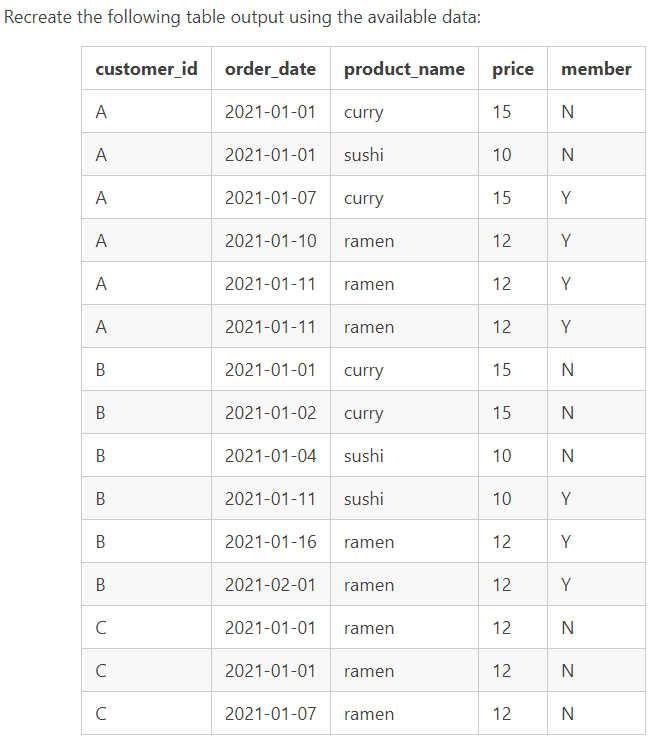 Recreate the following table output using the available data:
customer_id order_date product_name price member
A 2021-01-01 curry 15 N
A 2021-01-01 sushi 10 N
A 2021-01-07 curry 15 Y
A 2021-01-10 ramen 12 Y
A 2021-01-11 ramen 12 Y
A 2021-01-11 ramen 12 Y
B 2021-01-01 curry 15 N
B 2021-01-02 curry 15 N
B 2021-01-04 sushi 10 N
B 2021-01-11 sushi 10 Y
B 2021-01-16 ramen 12 Y
B 2021-02-01 ramen 12 Y
C 2021-01-01 ramen 12 N
C 2021-01-01 ramen 12 N
C 2021-01-07 ramen 12 N